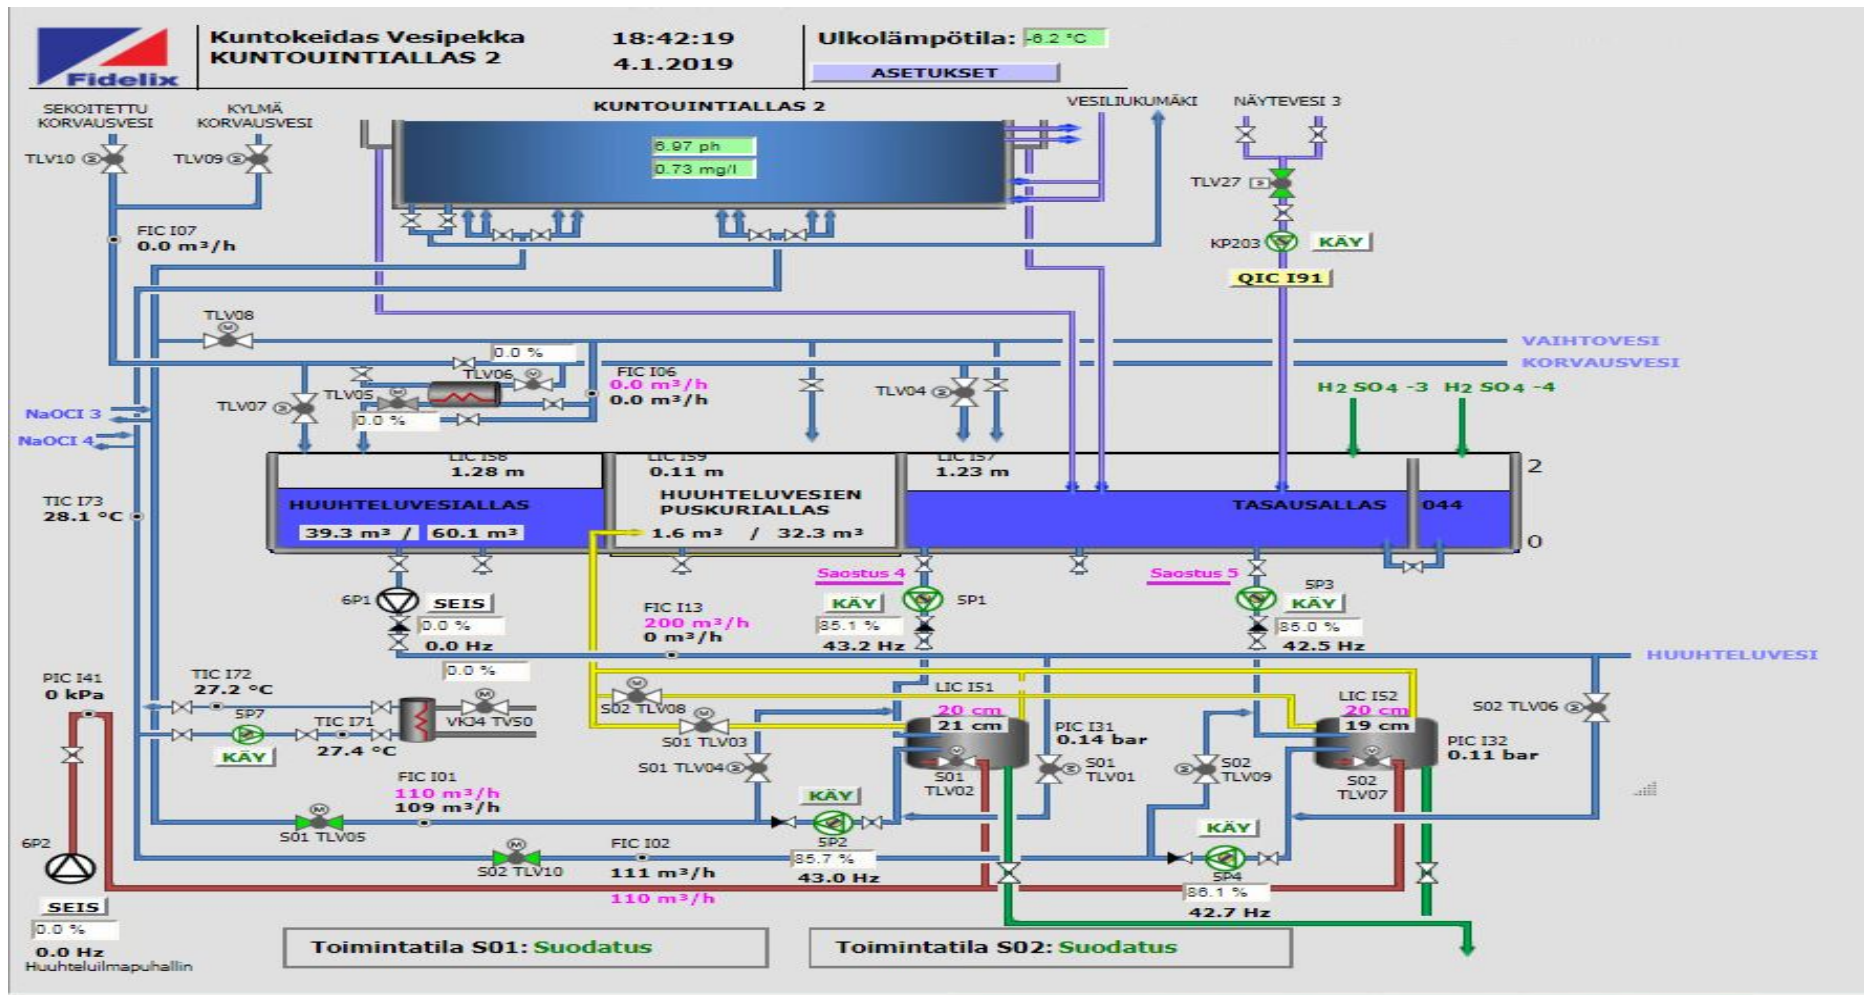 Fidelix
Kuntokeidas Vesipekka
KUNTOUINTIALLAS 2
18:42:19
4.1.2019
Ulkolämpötila: -6.2 °C
ASETUKSET
SEKOITETTU
KORVAUSVESI
KYLMÄ
KORVAUSVESI
KUNTOUINTIALLAS 2
VESILIUKUMÄKI
NÄYTEVESI 3
TLV10
TLV09
6.97 ph
0.73 mg/l
TLV27
FIC I07
0.0 m³/h
KP203
KÄY
QIC I91
TLV08
VAIHTOVESI
KORVAUSVESI
0.0 %
TLV06
FIC I06
0.0 m³/h
0.0 m³/h
TLV05
TLV07
0.0 %
TLV04
H2SO4 -3
H2SO4 -4
NaOCl 3
NaOCl 4
LIC I58
1.28 m
LIC I59
0.11 m
LIC I57
1.23 m
2
HUUHTELUVESIALLAS
HUUHTELUVESIEN
PUSKURIALLAS
TASAUSALLAS
044
39.3 m³ / 60.1 m³
1.6 m³ / 32.3 m³
0
TIC I73
28.1 °C
Saostus 4
Saostus 5
6P1
SEIS
0.0 %
0.0 Hz
FIC I13
200 m³/h
0 m³/h
KÄY
5P1
85.1 %
43.2 Hz
5P3
KÄY
85.0 %
42.5 Hz
HUUHTELUVESI
0.0 %
PIC I41
0 kPa
TIC I72
27.2 °C
5P7
KÄY
TIC I71
27.4 °C
VKJ4 TV50
S02 TLV08
S01 TLV03
S01 TLV04
LIC I51
20 cm
21 cm
PIC I31
0.14 bar
S01
TLV02
S01
TLV01
S02
TLV09
LIC I52
20 cm
19 cm
S02 TLV06
PIC I32
0.11 bar
S02
TLV07
FIC I01
110 m³/h
109 m³/h
S01 TLV05
KÄY
5P2
85.7 %
43.0 Hz
KÄY
5P4
86.1 %
42.7 Hz
6P2
SEIS
0.0 %
0.0 Hz
Huuhteluilmapuhallin
S02 TLV10
FIC I02
111 m³/h
110 m³/h
Toimintatila S01: Suodatus
Toimintatila S02: Suodatus